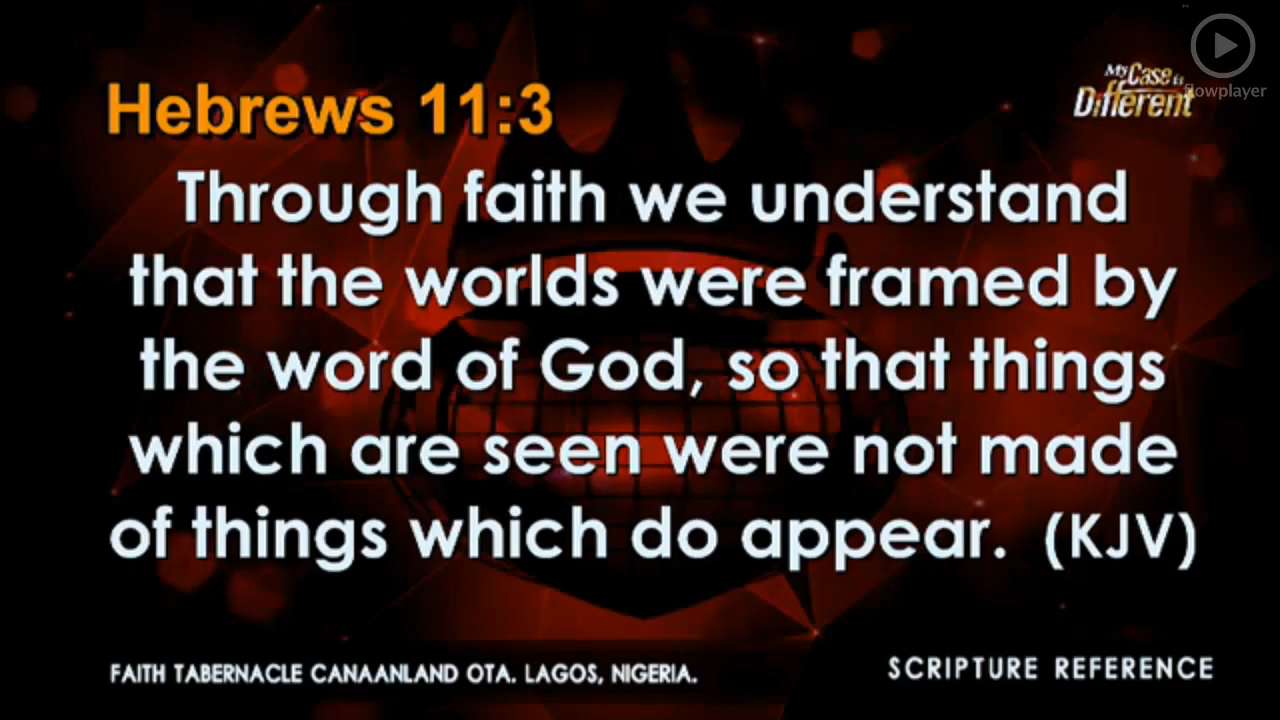 My Case is
Different
flowplayer
Hebrews 11:3
Through faith we understand
that the worlds were framed by
the word of God, so that things
which are seen were not made
of things which do appear. (KJV)
FAITH TABERNACLE CANAANLAND OTA. LAGOS, NIGERIA.
SCRIPTURE REFERENCE